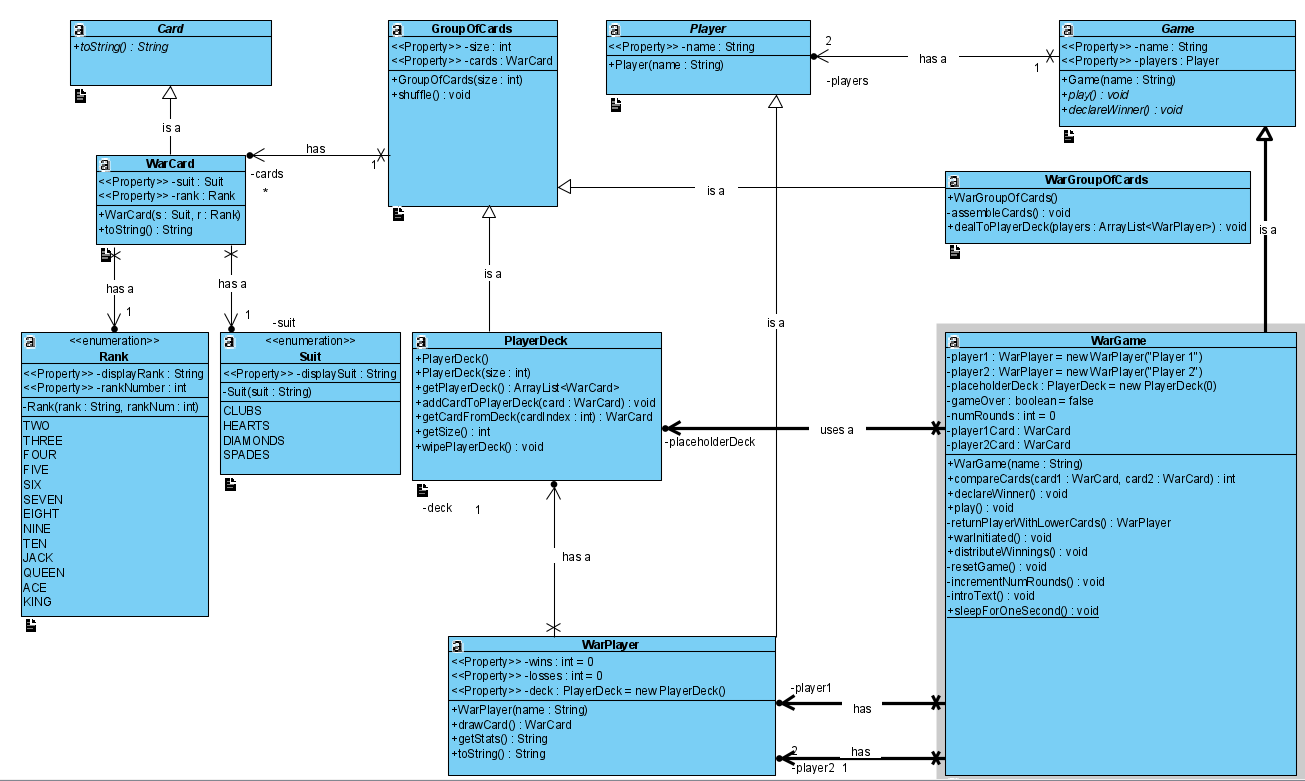 Card
+toString() : String
GroupOfCards
<<Property>> -size : int
<<Property>> -cards : WarCard
+GroupOfCards(size : int)
+shuffle() : void
Player
<<Property>> -name : String
+Player(name : String)
2
-players
has a
1
Game
<<Property>> -name : String
<<Property>> -players : Player
+Game(name : String)
+play() : void
+declareWinner() : void
is a
WarCard
<<Property>> -suit : Suit
<<Property>> -rank : Rank
+WarCard(s : Suit, r : Rank)
+toString() : String
has
1
-cards
*
is a
WarGroupOfCards
+WarGroupOfCards()
-assembleCards() : void
+dealToPlayerDeck(players : ArrayList<WarPlayer>) : void
is a
has a
1
has a
1
-suit
is a
is a
<<enumeration>>
Rank
<<Property>> -displayRank : String
<<Property>> -rankNumber : int
-Rank(rank : String, rankNum : int)
TWO
THREE
FOUR
FIVE
SIX
SEVEN
EIGHT
NINE
TEN
JACK
QUEEN
ACE
KING
<<enumeration>>
Suit
<<Property>> -displaySuit : String
-Suit(suit : String)
CLUBS
HEARTS
DIAMONDS
SPADES
PlayerDeck
+PlayerDeck()
+PlayerDeck(size : int)
+getPlayerDeck() : ArrayList<WarCard>
+addCardToPlayerDeck(card : WarCard) : void
+getCardFromDeck(cardIndex : int) : WarCard
+getSize() : int
+wipePlayerDeck() : void
-placeholderDeck
uses a
WarGame
-player1 : WarPlayer = new WarPlayer("Player 1")
-player2 : WarPlayer = new WarPlayer("Player 2")
-placeholderDeck : PlayerDeck = new PlayerDeck(0)
-gameOver : boolean = false
-numRounds : int = 0
-player1Card : WarCard
-player2Card : WarCard
+WarGame(name : String)
+compareCards(card1 : WarCard, card2 : WarCard) : int
+declareWinner() : void
+play() : void
-returnPlayerWithLowerCards() : WarPlayer
+warInitiated() : void
+distributeWinnings() : void
-resetGame() : void
-incrementNumRounds() : void
-introText() : void
+sleepForOneSecond() : void
-deck
1
has a
WarPlayer
<<Property>> -wins : int = 0
<<Property>> -losses : int = 0
<<Property>> -deck : PlayerDeck = new PlayerDeck()
+WarPlayer(name : String)
+drawCard() : WarCard
+getStats() : String
+toString() : String
-player1
has
2
has
-player2
1